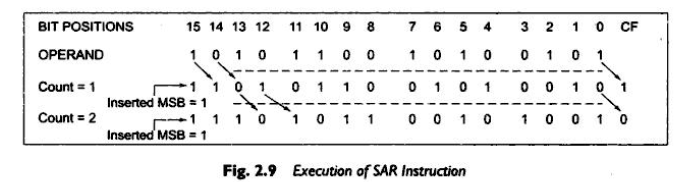 BIT POSITIONS 15 14 13 12 11 10 9 8 7 6 5 4 3 2 1 0 CF
OPERAND 1 0 1 0 1 1 0 0 1 0 1 0 0 1 0 1
Count = 1 1 1 0 1 0 1 1 0 0 1 0 1 0 0 1 0 1
Inserted MSB = 1
Count = 2 1 1 1 0 1 0 1 1 0 0 1 0 1 0 0 1 0
Inserted MSB = 1
Fig. 2.9 Execution of SAR Instruction